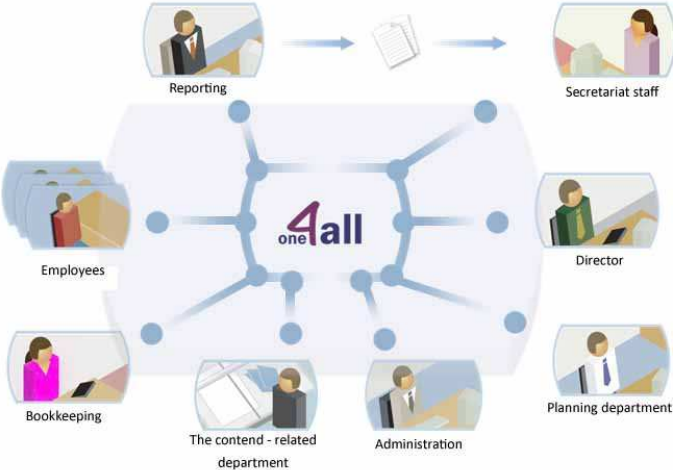 Reporting
Secretariat staff
one4all
Employees
Director
Bookkeeping
The contend - related
department
Administration
Planning department